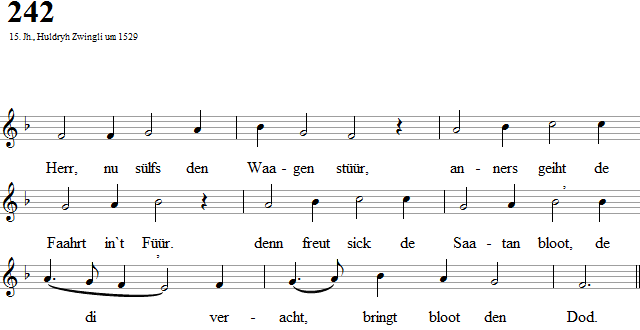 242
15. Jh., Huldryh Zwingli um 1529
Herr, nu sülfs den Waa - gen stüür, an - ners geiht de
Faahrt in`t Füür. denn freut sick de Saa - tan bloot, de
di ver - acht, bringt bloot den Dod.